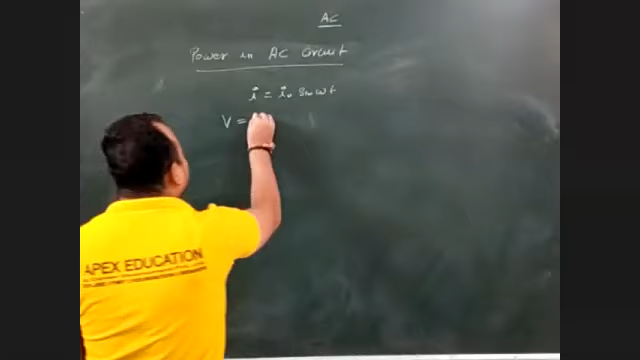 AC
Power in AC Circuit
i = i₀ Sin ωt
V =
APEX EDUCATION